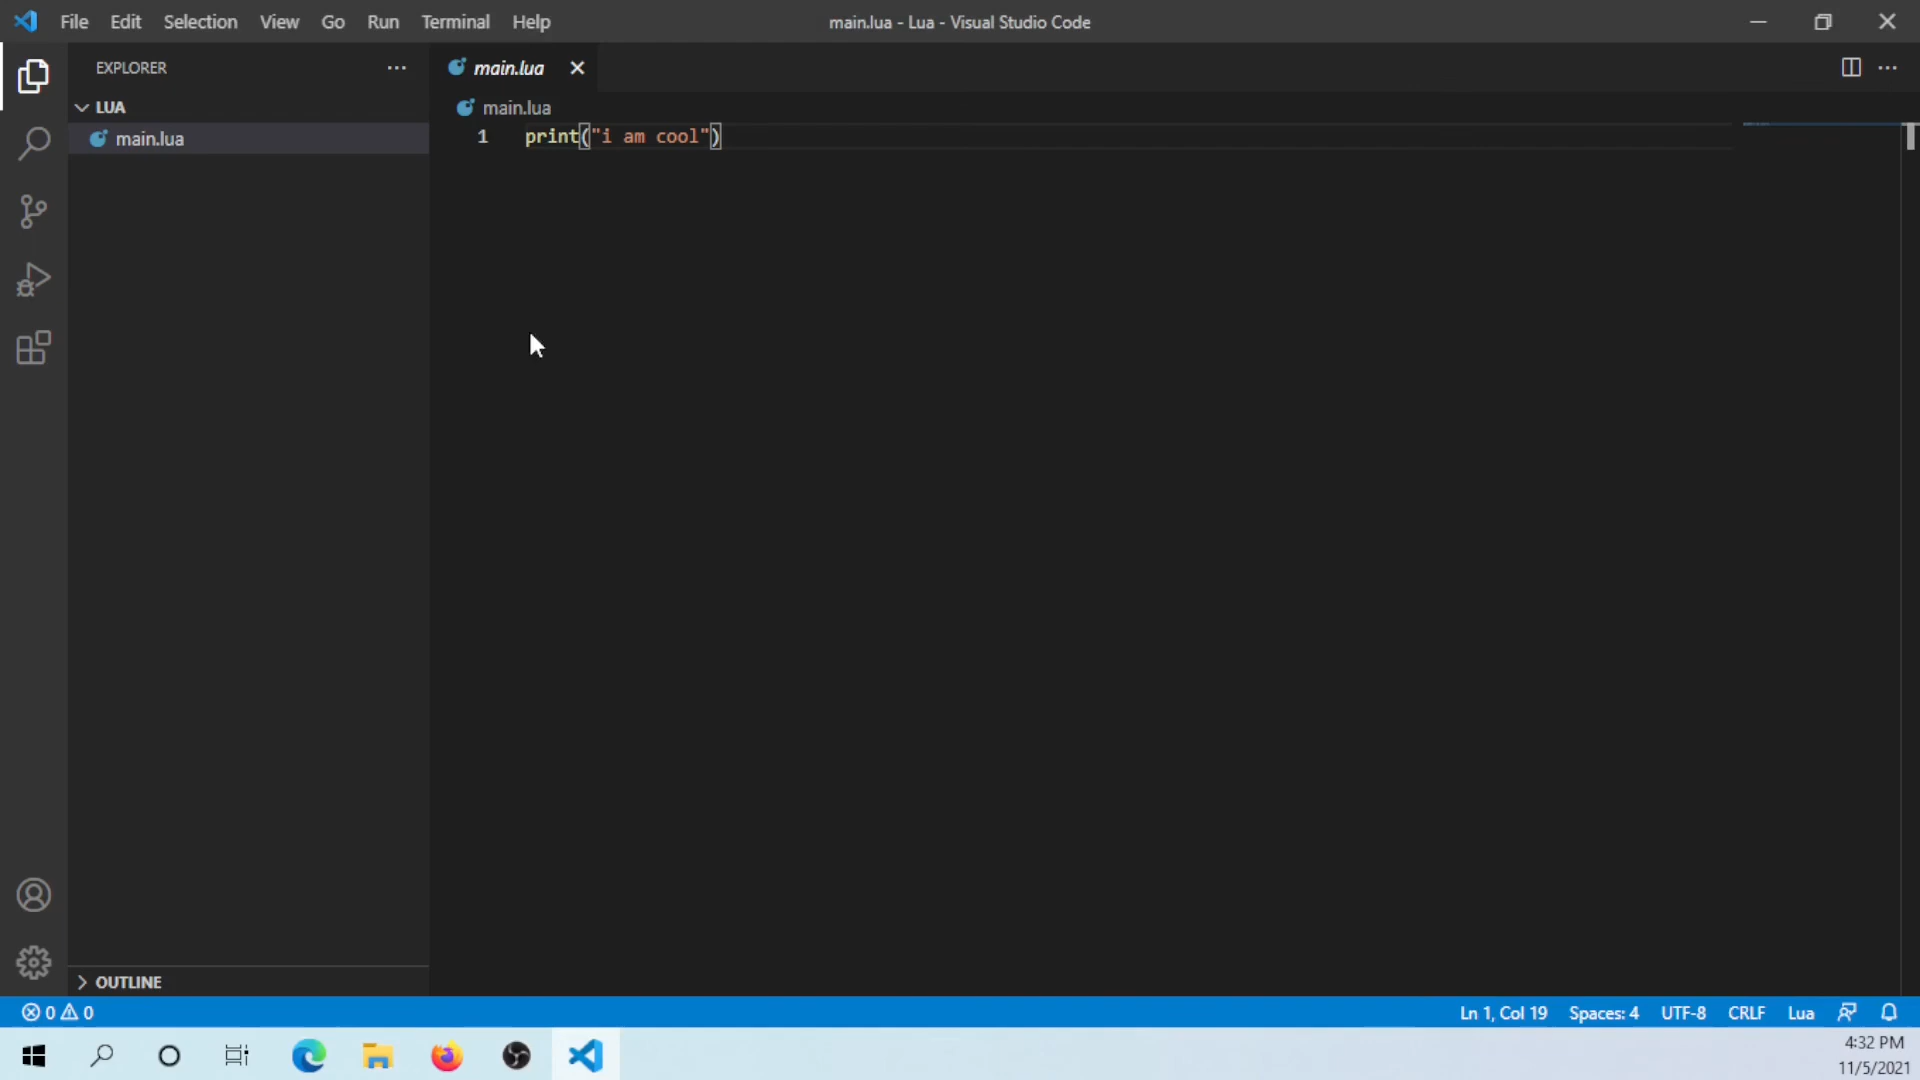 File Edit Selection View Go Run Terminal Help
main.lua - Lua - Visual Studio Code
EXPLORER
main.lua
LUA
main.lua
main.lua
1 print("i am cool")
OUTLINE
0 0
Ln 1, Col 19 Spaces: 4 UTF-8 CRLF Lua
4:32 PM
11/5/2021